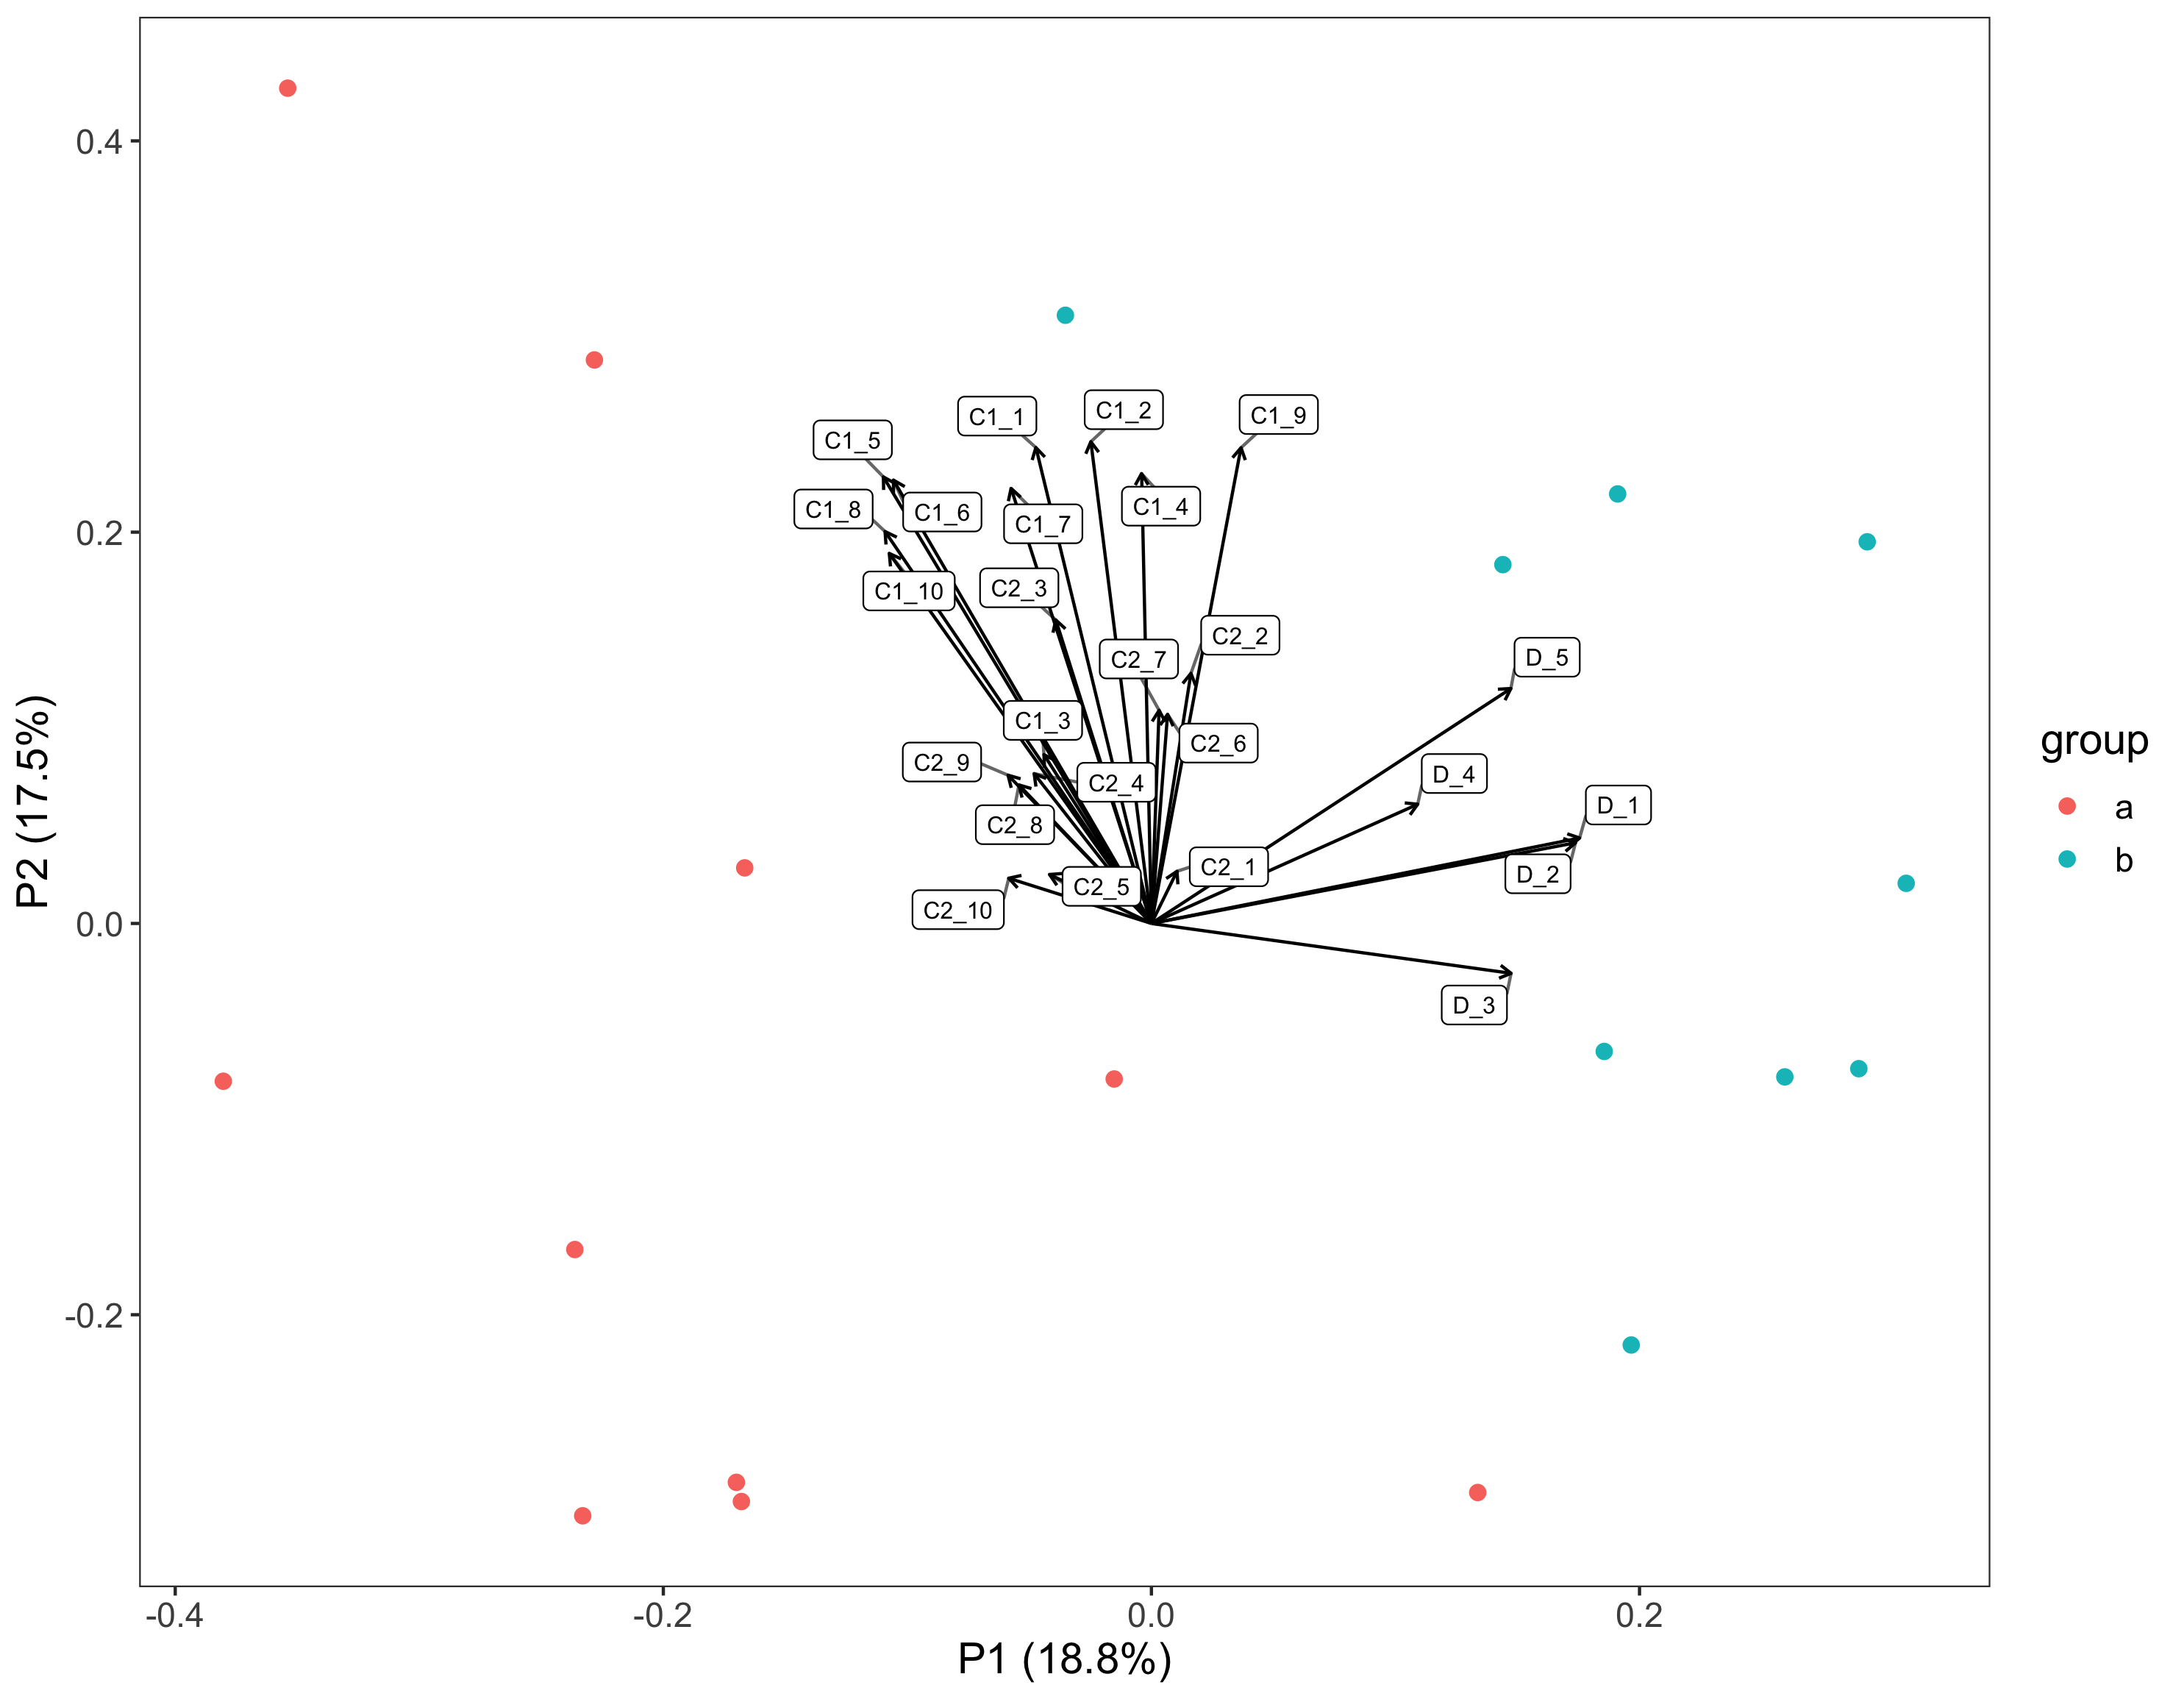 0.4
0.2
0.0
-0.2
P2 (17.5%)
C1_2
C1_9
C1_1
C1_5
C1_4
C1_8
C1_6
C1_7
C2_3
C1_10
C2_2
C2_7
D_5
C1_3
C2_6
C2_9
D_4
C2_4
D_1
C2_8
C2_1
D_2
C2_5
C2_10
D_3
group
a
b
-0.4
-0.2
0.0
0.2
P1 (18.8%)